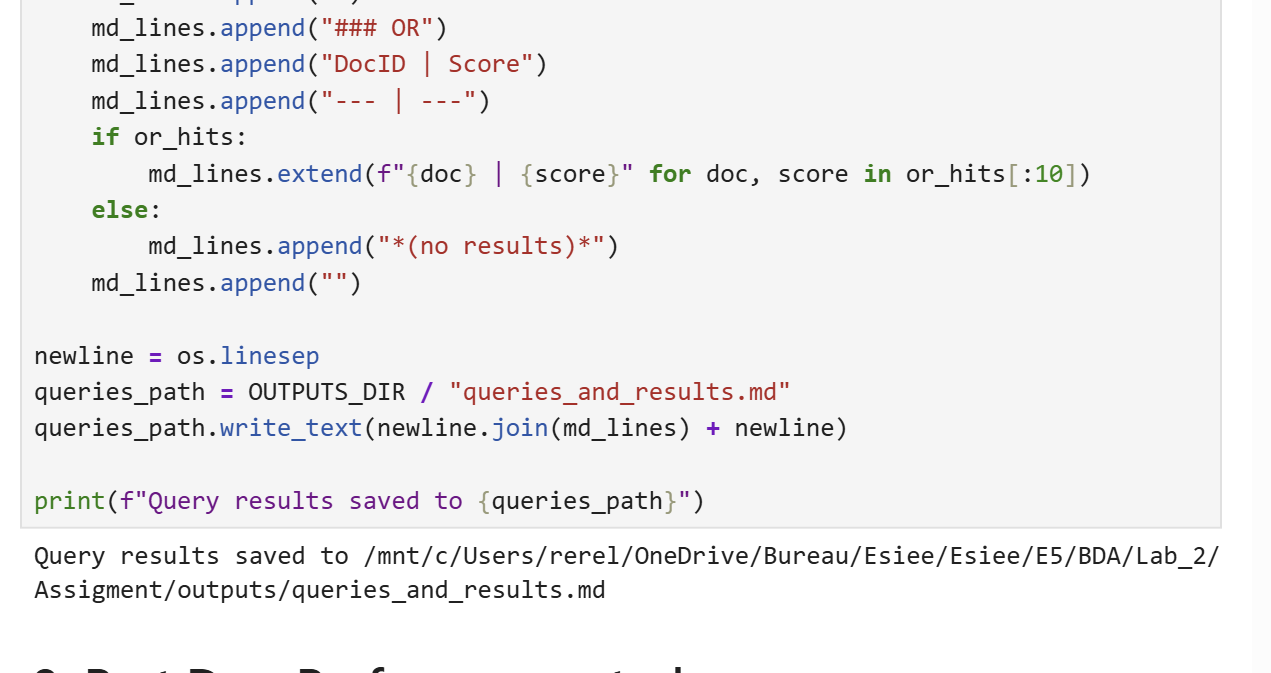 md_lines.append("### OR")
    md_lines.append("DocID | Score")
    md_lines.append("--- | ---")
    if or_hits:
        md_lines.extend(f"{doc} | {score}" for doc, score in or_hits[:10])
    else:
        md_lines.append("*(no results)*")
    md_lines.append("")

newline = os.linesep
queries_path = OUTPUTS_DIR / "queries_and_results.md"
queries_path.write_text(newline.join(md_lines) + newline)

print(f"Query results saved to {queries_path}")
Query results saved to /mnt/c/Users/rerel/OneDrive/Bureau/Esiee/Esiee/E5/BDA/Lab_2/
Assigment/outputs/queries_and_results.md